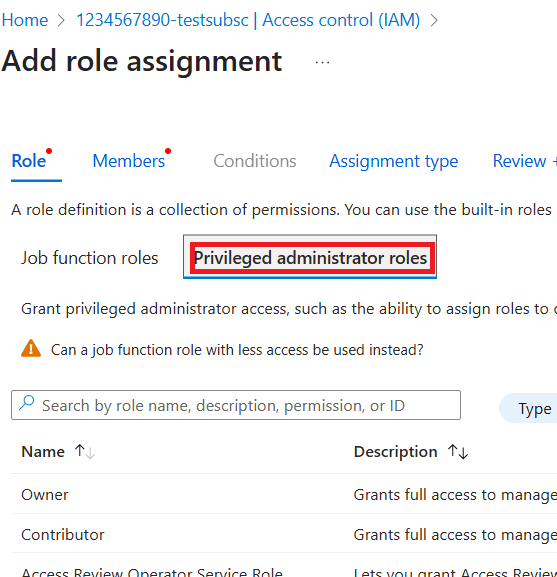 Home > 1234567890-testsubsc | Access control (IAM) >
Add role assignment ...
Role Members Conditions Assignment type Review +
A role definition is a collection of permissions. You can use the built-in roles
Job function roles Privileged administrator roles
Grant privileged administrator access, such as the ability to assign roles to
Can a job function role with less access be used instead?
Search by role name, description, permission, or ID Type
Name ↑↓ Description ↑↓
Owner Grants full access to manage
Contributor Grants full access to manage
Access Review Operator Service Role Lets you grant Access Review